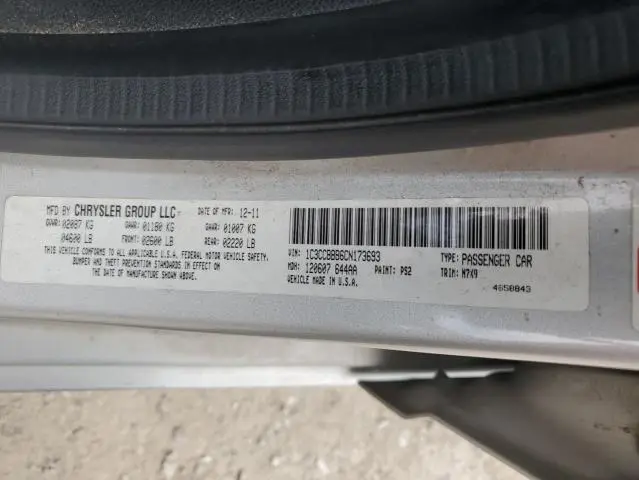 MFD BY CHRYSLER GROUP LLC DATE OF MFR: 12-11
GVWR: 02087 KG GAWR: 01180 KG GAWR: 01007 KG
04600 LB FRONT: 02600 LB REAR: 02220 LB
THIS VEHICLE CONFORMS TO ALL APPLICABLE U.S.A. FEDERAL MOTOR VEHICLE SAFETY,
BUMPER AND THEFT PREVENTION STANDARDS IN EFFECT ON
THE DATE OF MANUFACTURE SHOWN ABOVE.
VIN: 1C3CCBBB6CN173693 TYPE: PASSENGER CAR
MDH: 120607 644AA PAINT: PS2 TRIM: M7X9
VEHICLE MADE IN U.S.A. 4658843